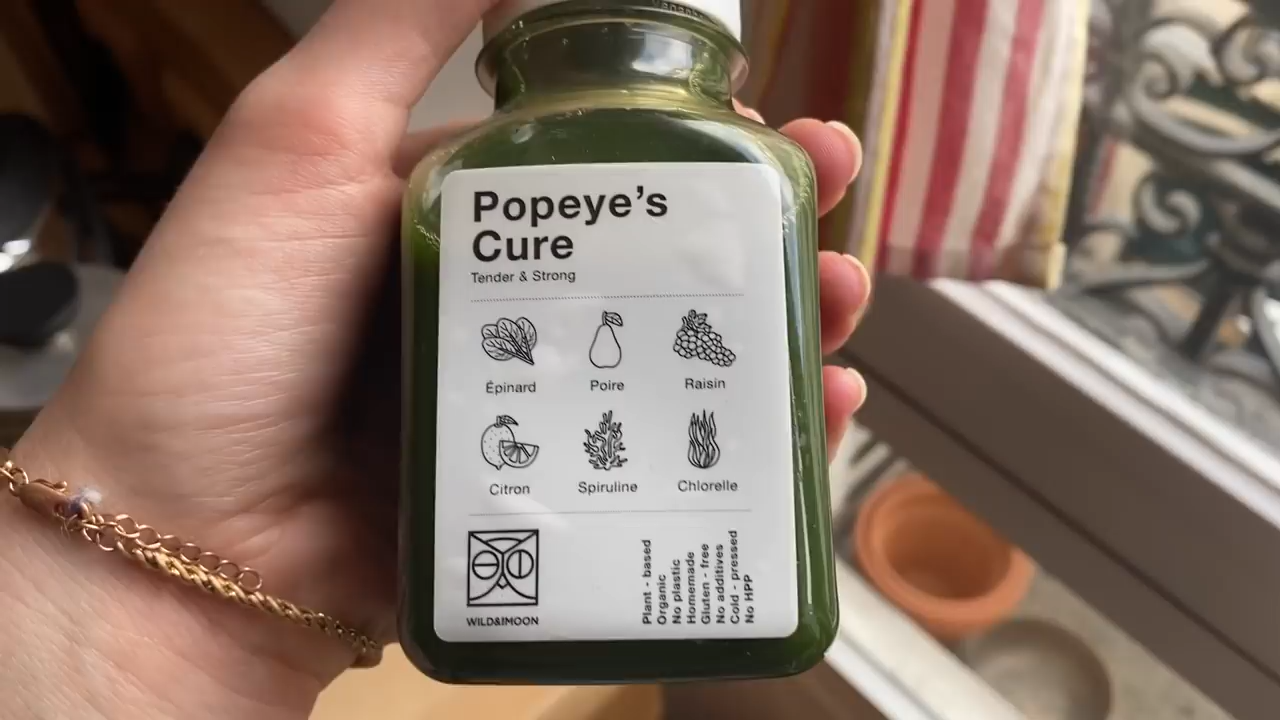 Popeye's
Cure
Tender & Strong
Épinard
Poire
Raisin
Citron
Spiruline
Chlorelle
WILD&MOON
Plant - based
Organic
No plastic
Homemade
Gluten - free
No additives
Cold - pressed
No HPP